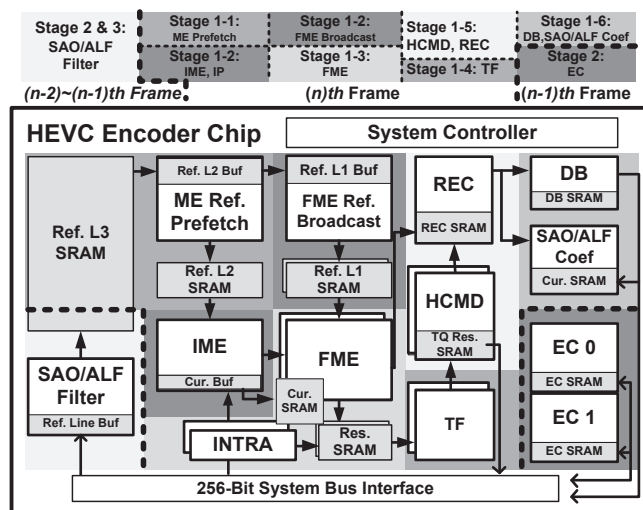 Stage 2 & 3:
SAO/ALF
Filter
Stage 1-1:
ME Prefetch
Stage 1-2:
IME, IP
Stage 1-2:
FME Broadcast
Stage 1-3:
FME
Stage 1-5:
HCMD, REC
Stage 1-4: TF
Stage 1-6:
DB,SAO/ALF Coef
Stage 2:
EC
(n-2)~(n-1)th Frame
(n)th Frame
(n-1)th Frame
HEVC Encoder Chip
System Controller
Ref. L3
SRAM
Ref. L2 Buf
ME Ref.
Prefetch
Ref. L1 Buf
FME Ref.
Broadcast
REC
REC SRAM
DB
DB SRAM
SAO/ALF
Coef
Cur. SRAM
Ref. L2
SRAM
Ref. L1
SRAM
HCMD
TQ Res.
SRAM
IME
Cur. Buf
FME
Cur.
SRAM
EC 0
EC SRAM
SAO/ALF
Filter
Ref. Line Buf
INTRA
Res.
SRAM
TF
EC 1
EC SRAM
256-Bit System Bus Interface